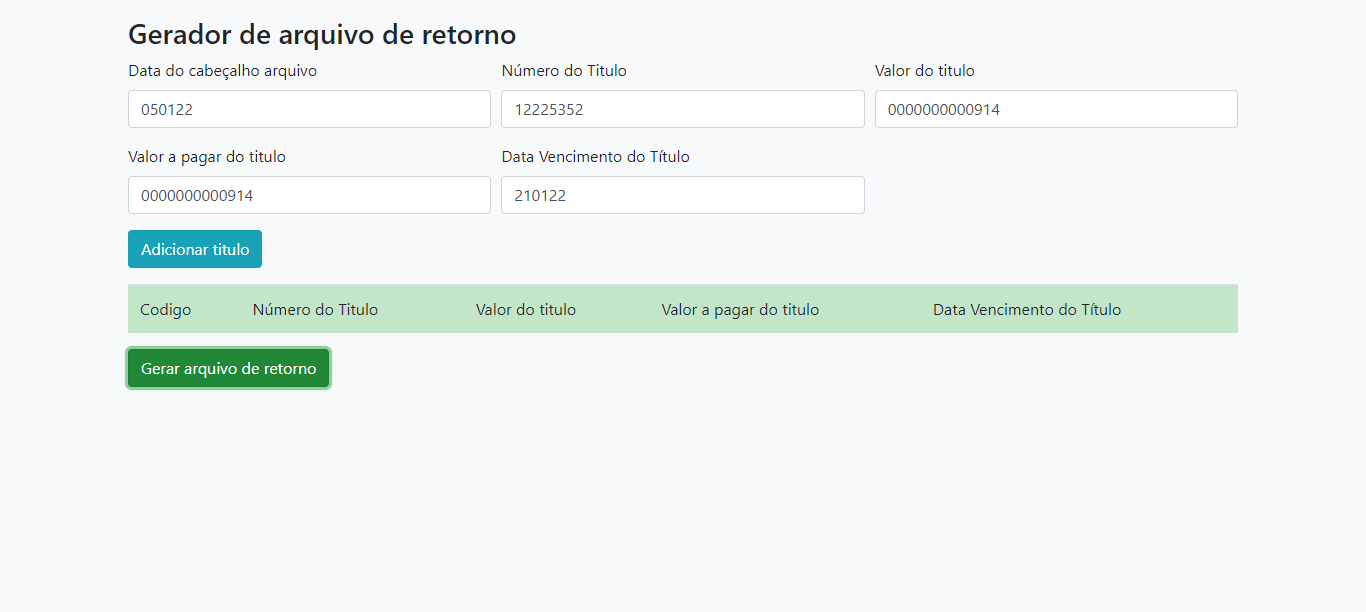 Gerador de arquivo de retorno
Data do cabeçalho arquivo Número do Titulo Valor do titulo
050122 12225352 0000000000914
Valor a pagar do titulo Data Vencimento do Título
0000000000914 210122
Adicionar titulo
Codigo Número do Titulo Valor do titulo Valor a pagar do titulo Data Vencimento do Título
Gerar arquivo de retorno